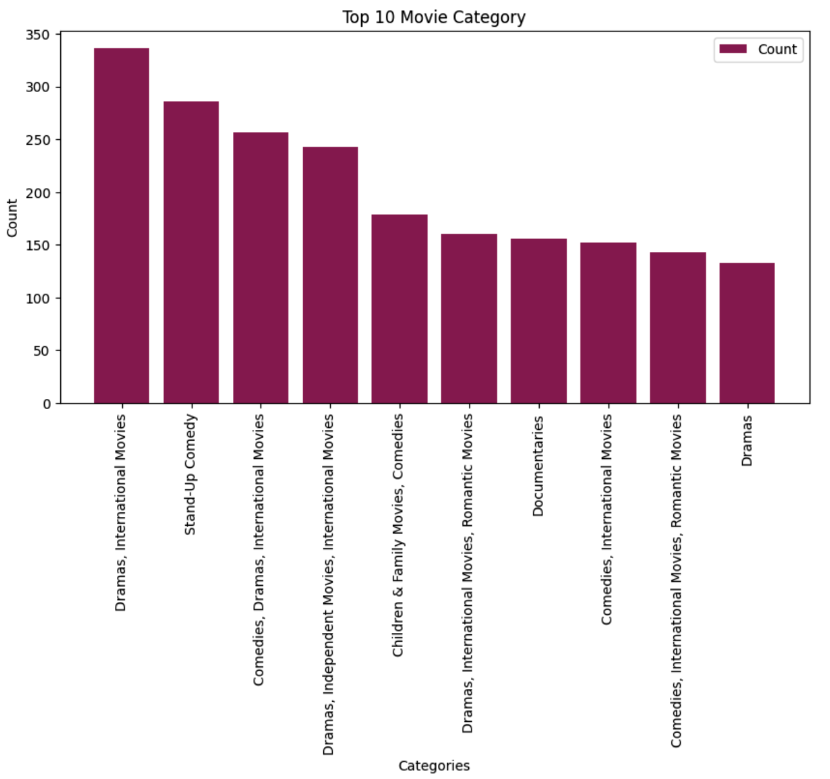 Top 10 Movie Category
Count
350
300
250
200
150
100
50
0
Count
Dramas, International Movies
Stand-Up Comedy
Comedies, Dramas, International Movies
Dramas, Independent Movies, International Movies
Children & Family Movies, Comedies
Dramas, International Movies, Romantic Movies
Documentaries
Comedies, International Movies
Comedies, International Movies, Romantic Movies
Dramas
Categories